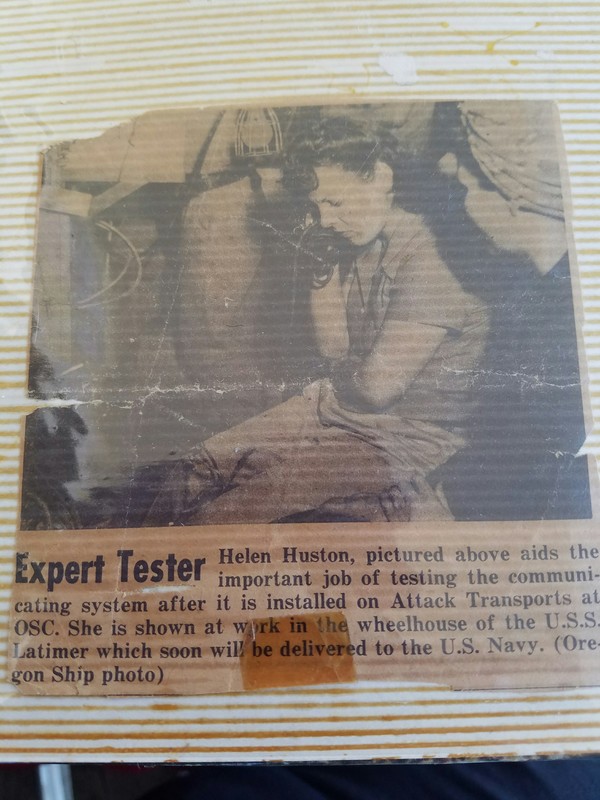 Expert Tester Helen Huston, pictured above aids the
important job of testing the communi-
cating system after it is installed on Attack Transports at
OSC. She is shown at work in the wheelhouse of the U.S.S.
Latimer which soon will be delivered to the U.S. Navy. (Ore-
gon Ship photo)